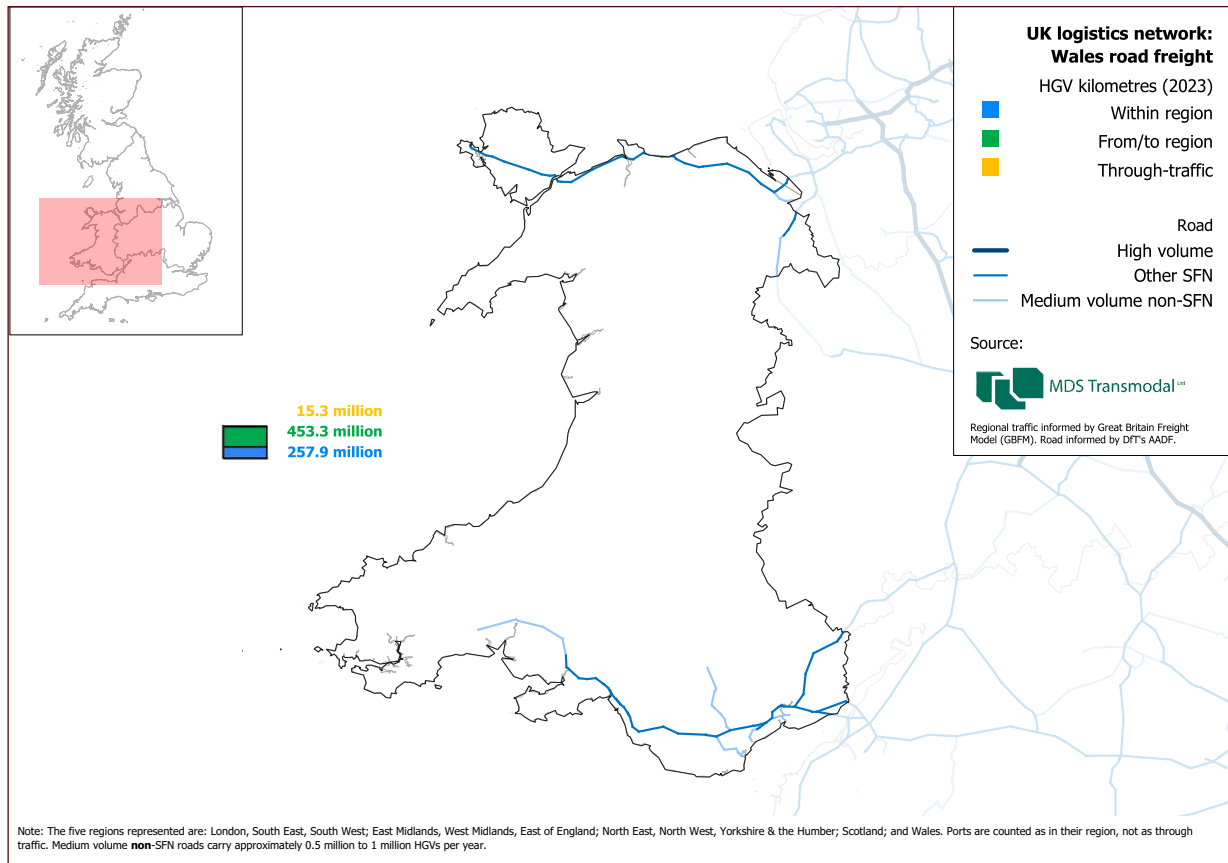 UK logistics network:
Wales road freight
HGV kilometres (2023)
Within region
From/to region
Through-traffic
Road
High volume
Other SFN
Medium volume non-SFN
Source:
MDS Transmodal Ltd
Regional traffic informed by Great Britain Freight
Model (GBFM). Road informed by DfT's AADF.
15.3 million
453.3 million
257.9 million
Note: The five regions represented are: London, South East, South West; East Midlands, West Midlands, East of England; North East, North West, Yorkshire & the Humber; Scotland; and Wales. Ports are counted as in their region, not as through
traffic. Medium volume non-SFN roads carry approximately 0.5 million to 1 million HGVs per year.